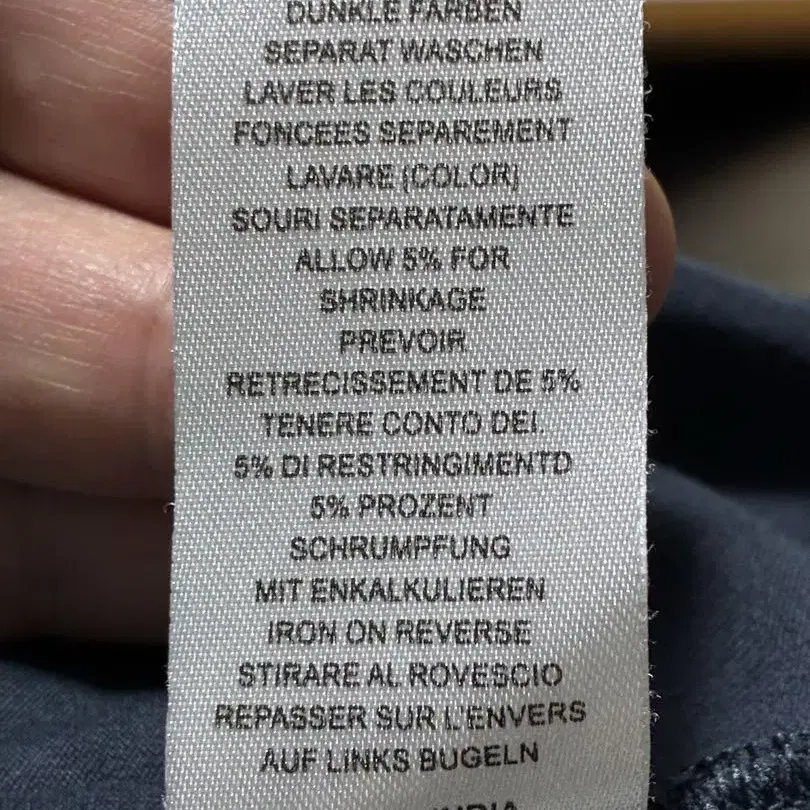 DUNKLE FARBEN
SEPARAT WASCHEN
LAVER LES COULEURS
FONCEES SEPAREMENT
LAVARE (COLOR)
SOURI SEPARATAMENTE
ALLOW 5% FOR
SHRINKAGE
PREVOIR
RETRECISSEMENT DE 5%
TENERE CONTO DEL
5% DI RESTRINGIMENTO
5% PROZENT
SCHRUMPFUNG
MIT ENKALKULIEREN
IRON ON REVERSE
STIRARE AL ROVESCIO
REPASSER SUR L'ENVERS
AUF LINKS BUGELN
INDIA